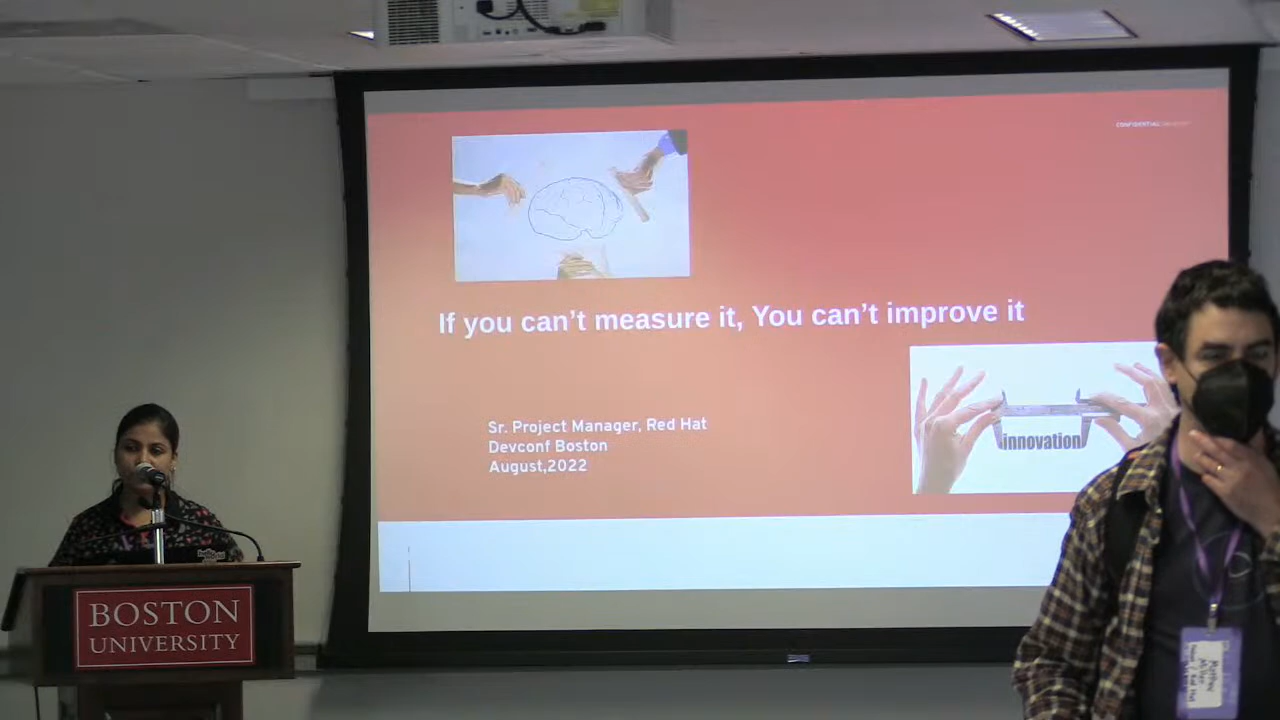 CONFIDENTIAL
If you can't measure it, You can't improve it
innovation
Sr. Project Manager, Red Hat
Devconf Boston
August,2022
BOSTON
UNIVERSITY